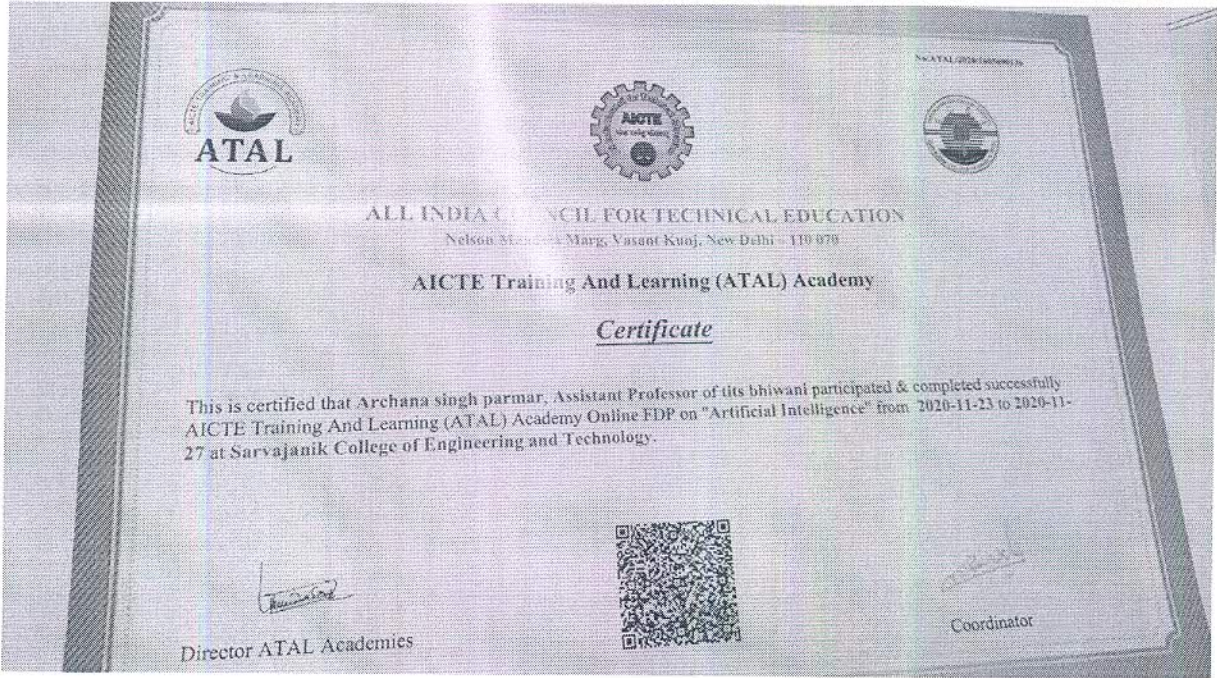 ATAL
AICTE
ALL INDIA COUNCIL FOR TECHNICAL EDUCATION
Nelson Mandela Marg, Vasant Kunj, New Delhi – 110 070
AICTE Training And Learning (ATAL) Academy
Certificate
This is certified that Archana singh parmar, Assistant Professor of tits bhiwani participated & completed successfully
AICTE Training And Learning (ATAL) Academy Online FDP on "Artificial Intelligence" from 2020-11-23 to 2020-11-
27 at Sarvajanik College of Engineering and Technology.
Director ATAL Academies
Coordinator